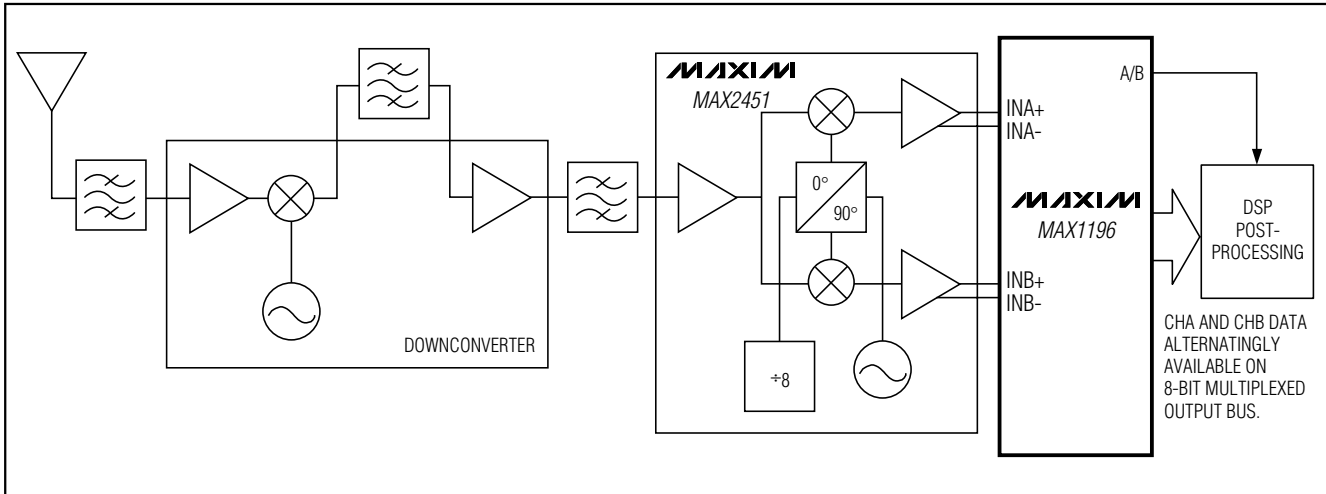 DOWNCONVERTER
MAXIM
MAX2451
0°
90°
÷8
INA+
INA-
INB+
INB-
A/B
MAXIM
MAX1196
DSP
POST-
PROCESSING
CHA AND CHB DATA
ALTERNATINGLY
AVAILABLE ON
8-BIT MULTIPLEXED
OUTPUT BUS.